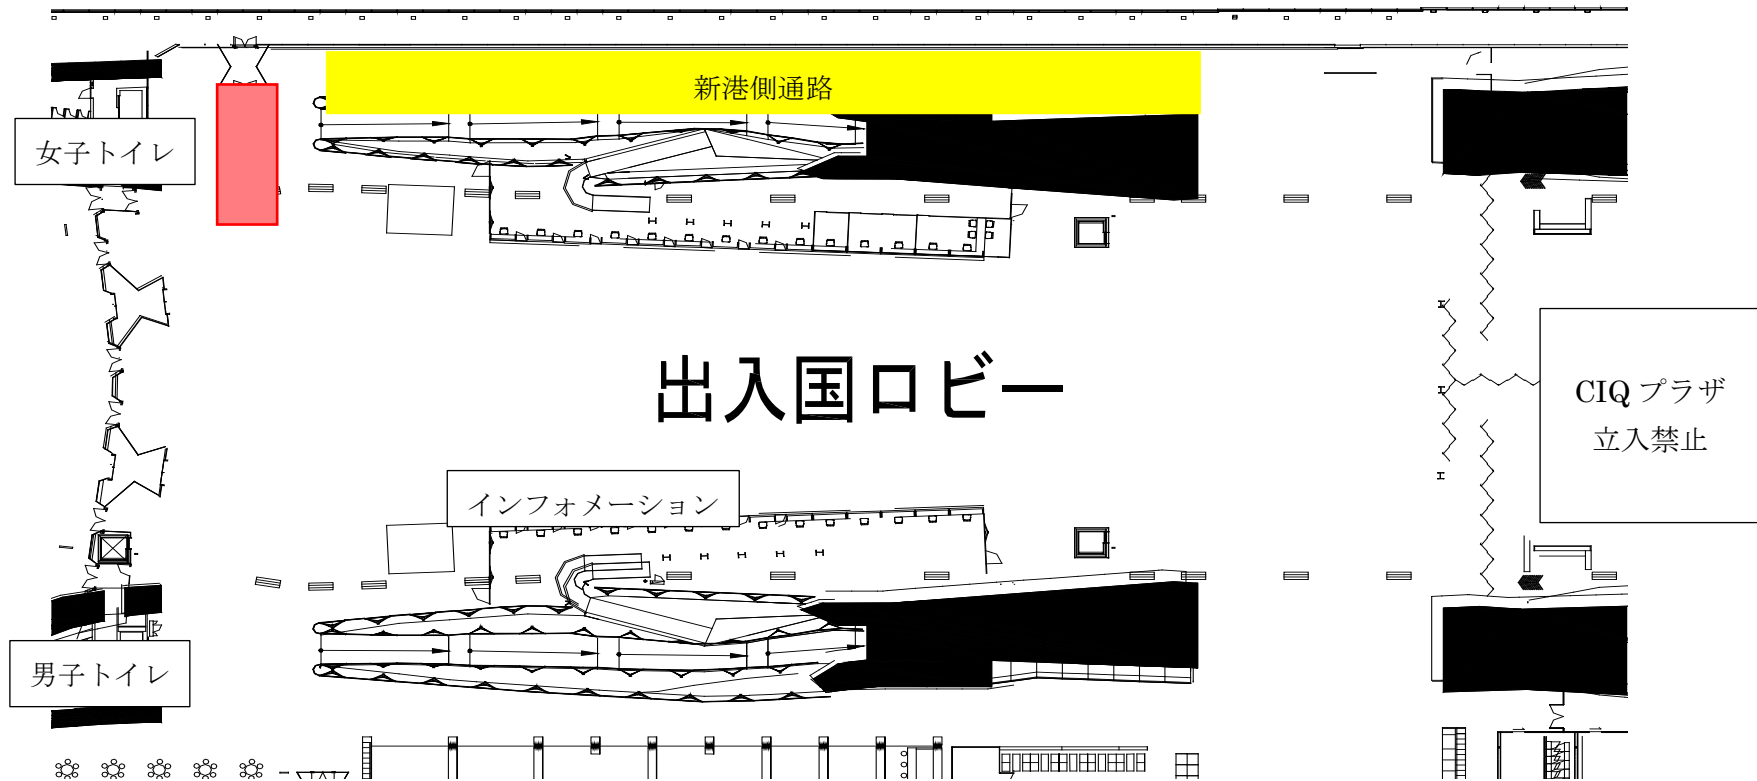 新港側通路
女子トイレ
出入国ロビー
CIQ プラザ
立入禁止
インフォメーション
男子トイレ